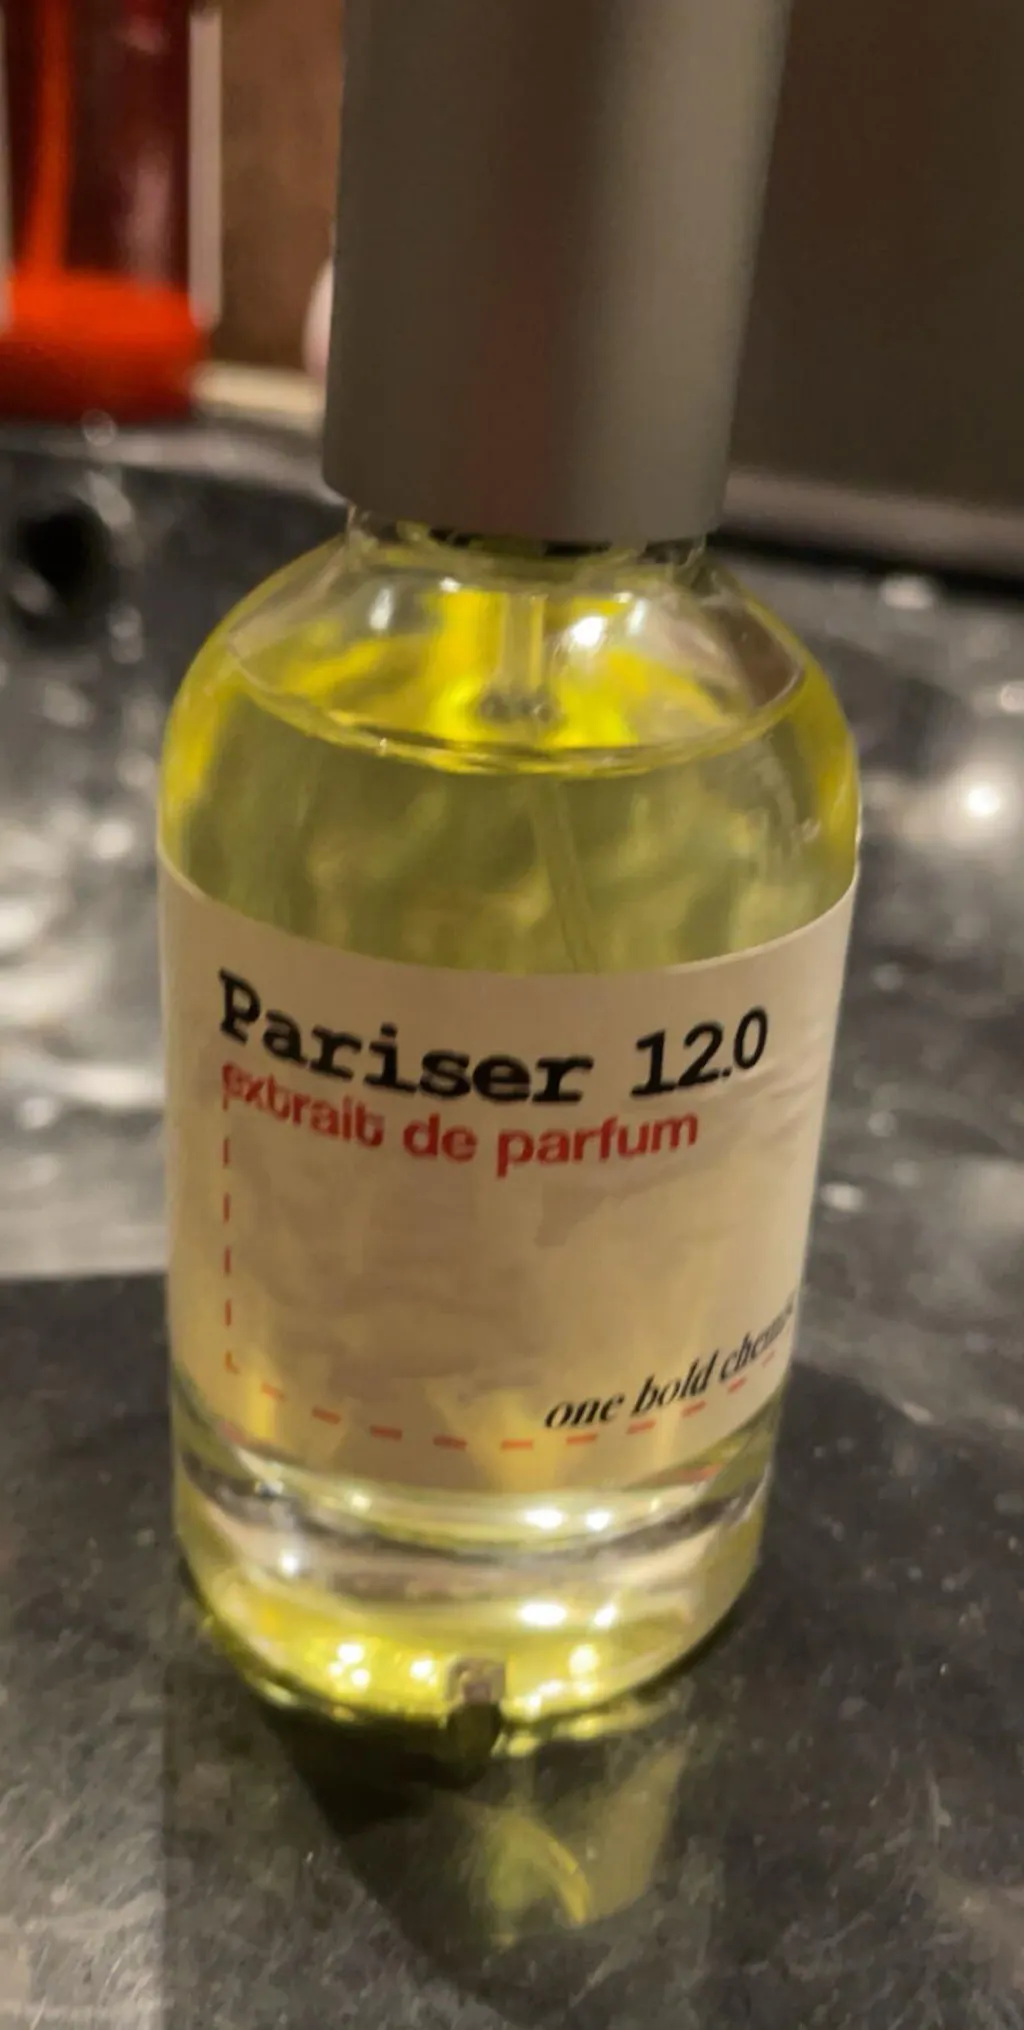 Pariser 12.0
extrait de parfum
one bold